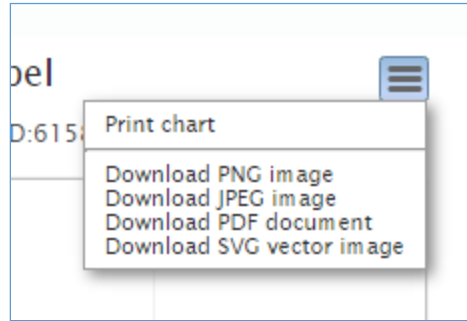 bel
Print chart
D:615
Download PNG image
Download JPEG image
Download PDF document
Download SVG vector image